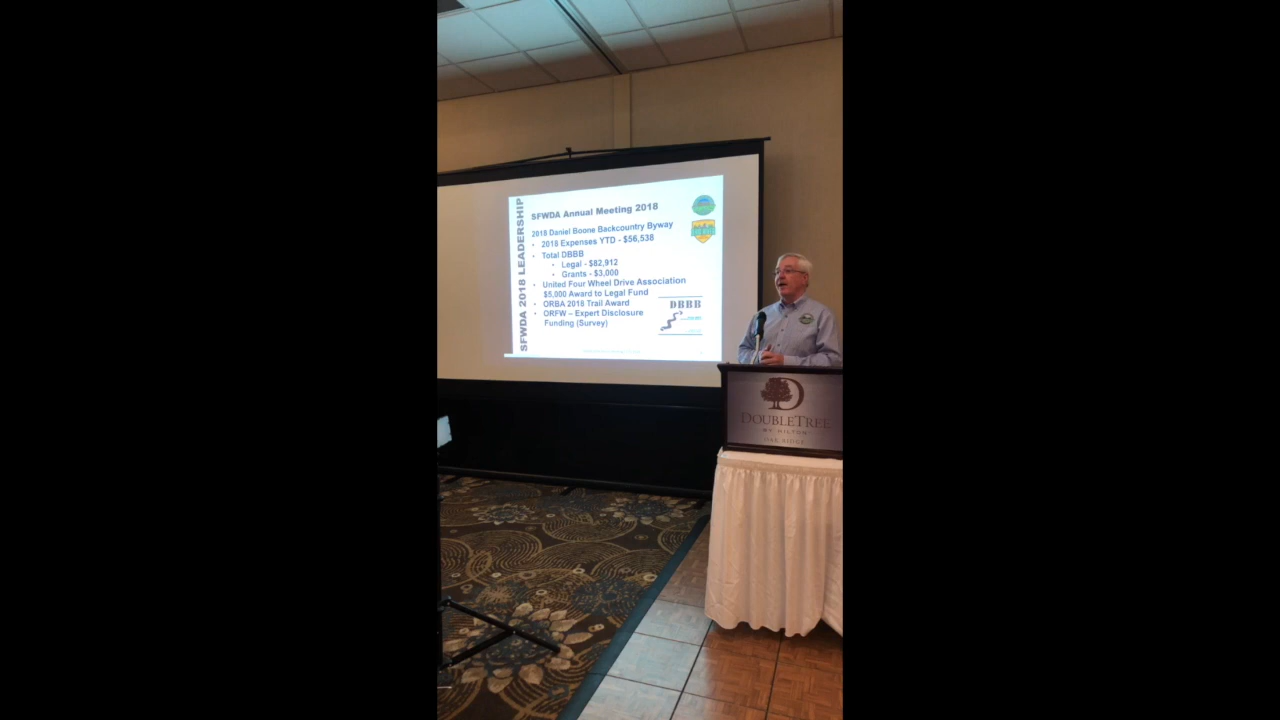 SFWDA 2018 LEADERSHIP
SFWDA Annual Meeting 2018
2018 Daniel Boone Backcountry Byway
• 2018 Expenses YTD - $56,538
• Total DBBB
• Legal - $82,912
• Grants - $3,000
• United Four Wheel Drive Association
$5,000 Award to Legal Fund
• ORBA 2018 Trail Award
• ORFW – Expert Disclosure
Funding (Survey)
DBBB
D
DOUBLETREE
BY HILTON
OAK RIDGE